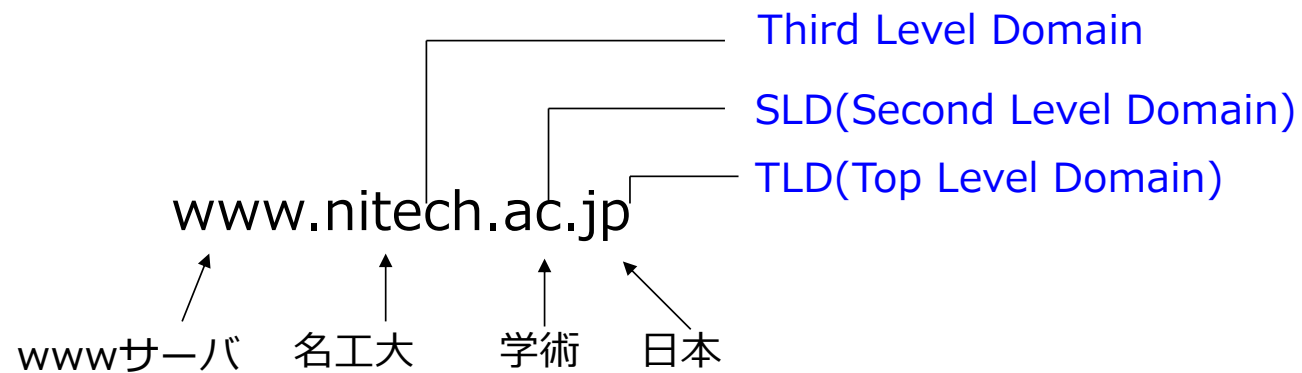 Third Level Domain
SLD(Second Level Domain)
TLD(Top Level Domain)
www.nitech.ac.jp
wwwサーバ 名工大 学術 日本